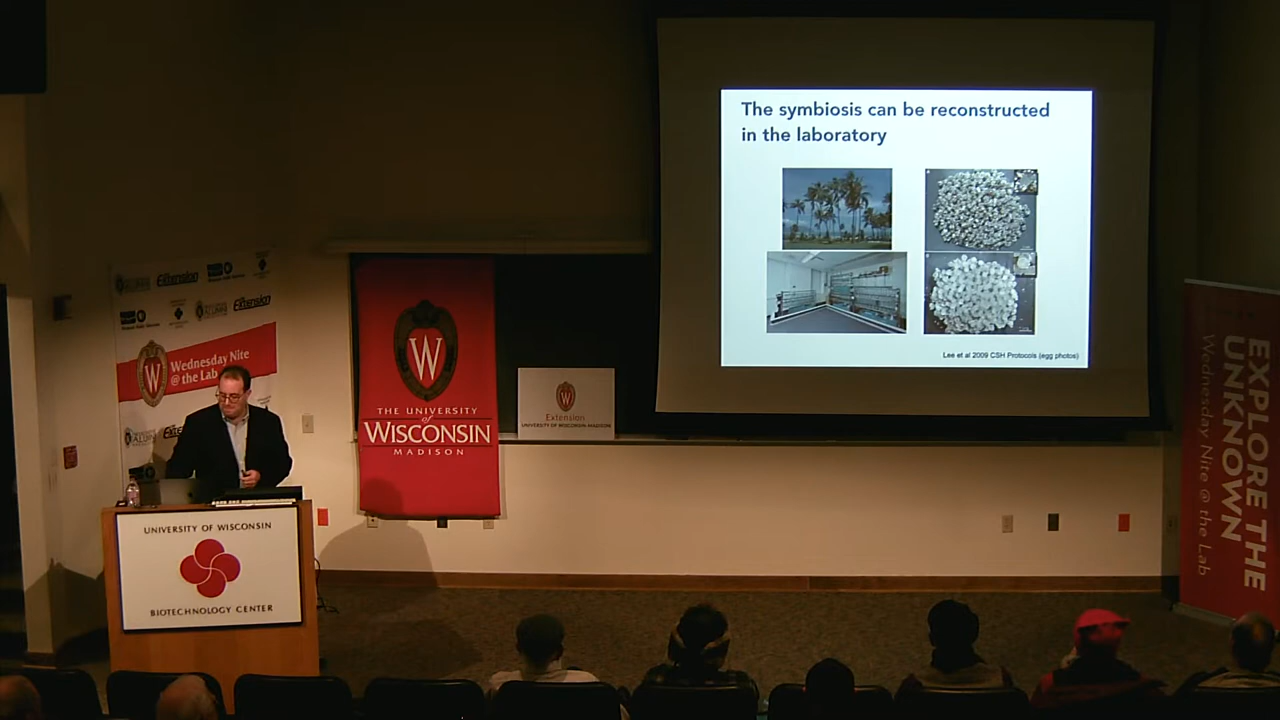 The symbiosis can be reconstructed
in the laboratory
Lee et al 2009 CSH Protocols (egg photos)
Extension
Extension
Wednesday Nite
@ the Lab
W
THE UNIVERSITY
of
WISCONSIN
MADISON
Extension
UNIVERSITY OF WISCONSIN-MADISON
UNIVERSITY OF WISCONSIN
BIOTECHNOLOGY CENTER
EXPLORE THE
UNKNOWN
Wednesday Nite @ the Lab